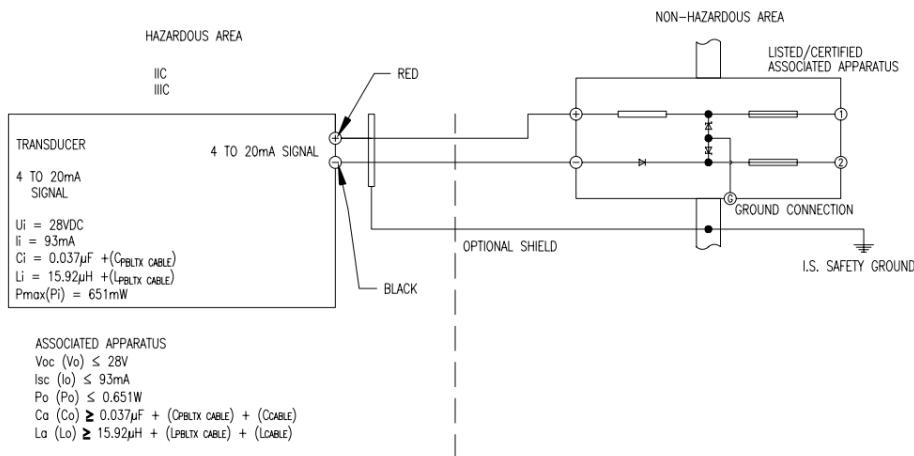 NON-HAZARDOUS AREA
HAZARDOUS AREA
IIC
IIIC
RED
LISTED/CERTIFIED
ASSOCIATED APPARATUS
TRANSDUCER
4 TO 20mA
SIGNAL
4 TO 20mA SIGNAL
+
-
+
-
1
2
G
Ui = 28VDC
Ii = 93mA
Ci = 0.037µF +(CPBLTX CABLE)
Li = 15.92µH +(LPBLTX CABLE)
Pmax(Pi) = 651mW
GROUND CONNECTION
OPTIONAL SHIELD
I.S. SAFETY GROUND
BLACK
ASSOCIATED APPARATUS
Voc (Vo) ≤ 28V
Isc (Io) ≤ 93mA
Po (Po) ≤ 0.651W
Ca (Co) ≥ 0.037µF + (CPBLTX CABLE) + (CCABLE)
La (Lo) ≥ 15.92µH + (LPBLTX CABLE) + (LCABLE)